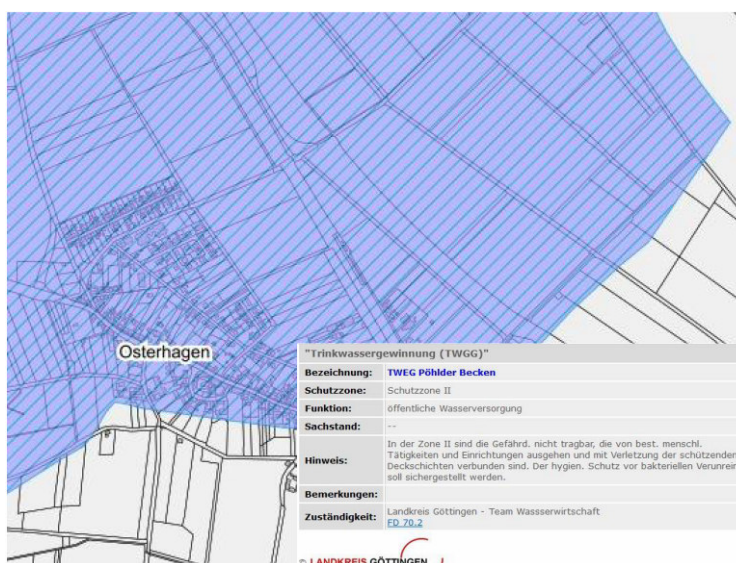 Osterhagen
"Trinkwassergewinnung (TWGG)"
Bezeichnung: TWEG Pöhlder Becken
Schutzzone: Schutzzone II
Funktion: öffentliche Wasserversorgung
Sachstand: --
Hinweis: In der Zone II sind die Gefährd. nicht tragbar, die von best. menschl.
Tätigkeiten und Einrichtungen ausgehen und mit Verletzung der schützenden
Deckschichten verbunden sind. Der hygien. Schutz vor bakteriellen Verunrein
soll sichergestellt werden.
Bemerkungen:
Zuständigkeit: Landkreis Göttingen - Team Wassserwirtschaft
FD 70.2
© LANDKREIS GÖTTINGEN